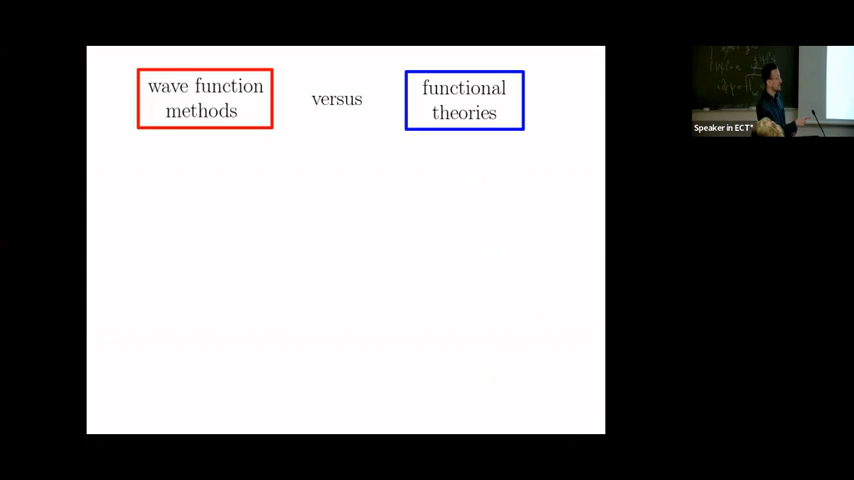 wave function
methods
versus
functional
theories
Speaker in ECT*